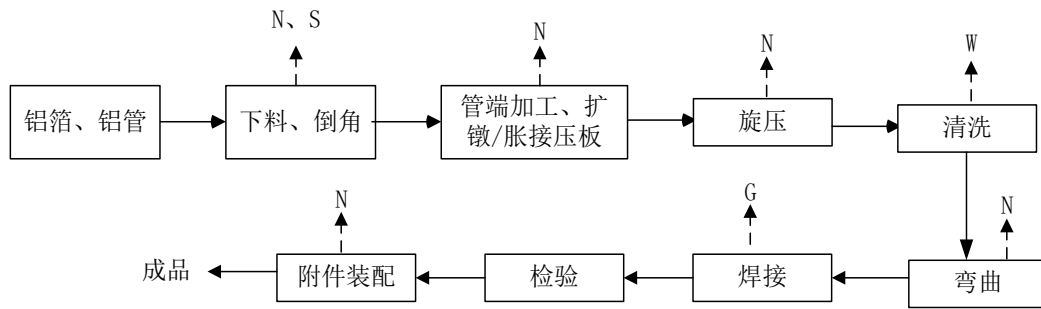 N、S
N
N
W
铝箔、铝管
下料、倒角
管端加工、扩
镦/胀接压板
旋压
清洗
N
G
N
成品
附件装配
检验
焊接
弯曲